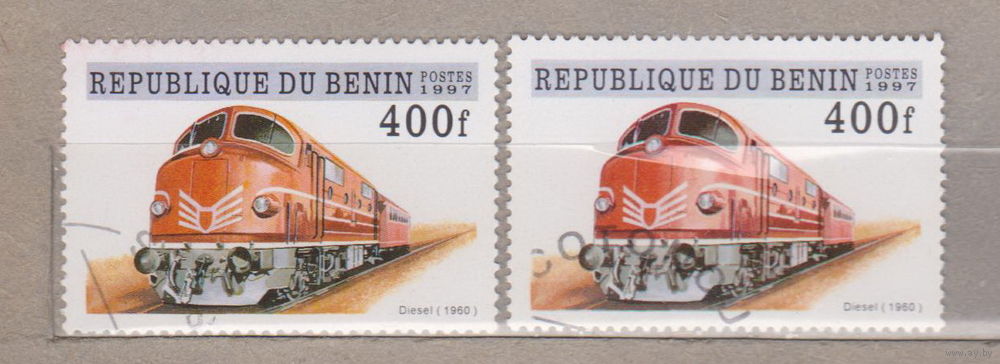 REPUBLIQUE DU BENIN POSTES 1997
400f
Diesel (1960)
REPUBLIQUE DU BENIN POSTES 1997
400f
COTO
Diesel (1960)
www.ay.by